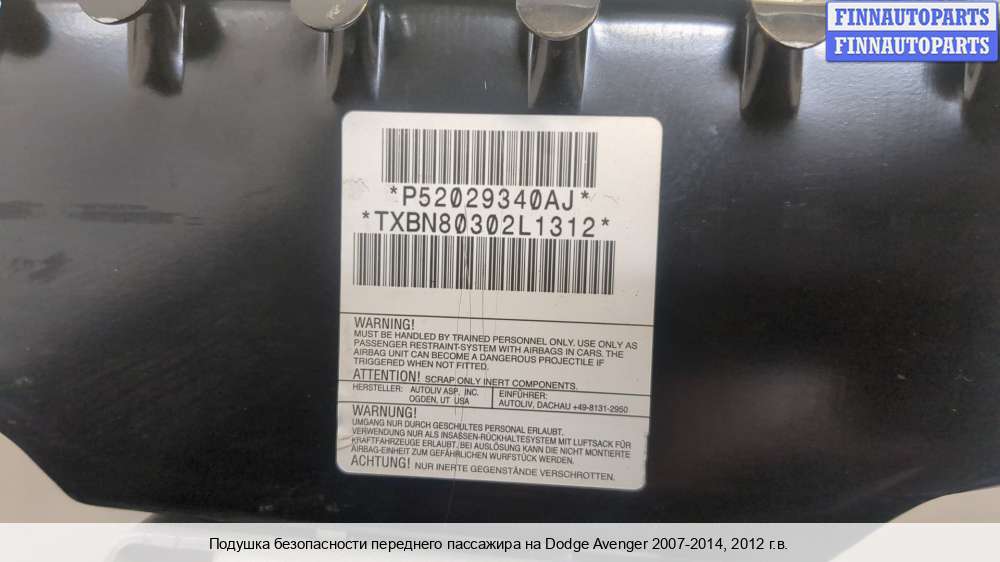 FINNAUTOPARTS
FINNAUTOPARTS
*P52029340AJ*
*TXBN80302L1312*
WARNING!
MUST BE HANDLED BY TRAINED PERSONNEL ONLY. USE ONLY AS
PASSENGER RESTRAINT-SYSTEM WITH AIRBAGS IN CARS. THE
AIRBAG UNIT CAN BECOME A DANGEROUS PROJECTILE IF
TRIGGERED WHEN NOT FITTED.
ATTENTION! SCRAP ONLY INERT COMPONENTS.
HERSTELLER: AUTOLIV ASP, INC.
OGDEN, UT USA
EINFÜHRER:
AUTOLIV, DACHAU +49-8131-2950
WARNUNG!
UMGANG NUR DURCH GESCHULTES PERSONAL ERLAUBT.
VERWENDUNG NUR ALS INSASSEN-RÜCKHALTESYSTEM MIT LUFTSACK FÜR
KRAFTFAHRZEUGE ERLAUBT. BEI AUSLÖSUNG KANN DIE NICHT MONTIERTE
AIRBAG-EINHEIT ZUM GEFÄHRLICHEN WURFSTÜCK WERDEN.
ACHTUNG! NUR INERTE GEGENSTÄNDE VERSCHROTTEN.
Подушка безопасности переднего пассажира на Dodge Avenger 2007-2014, 2012 г.в.